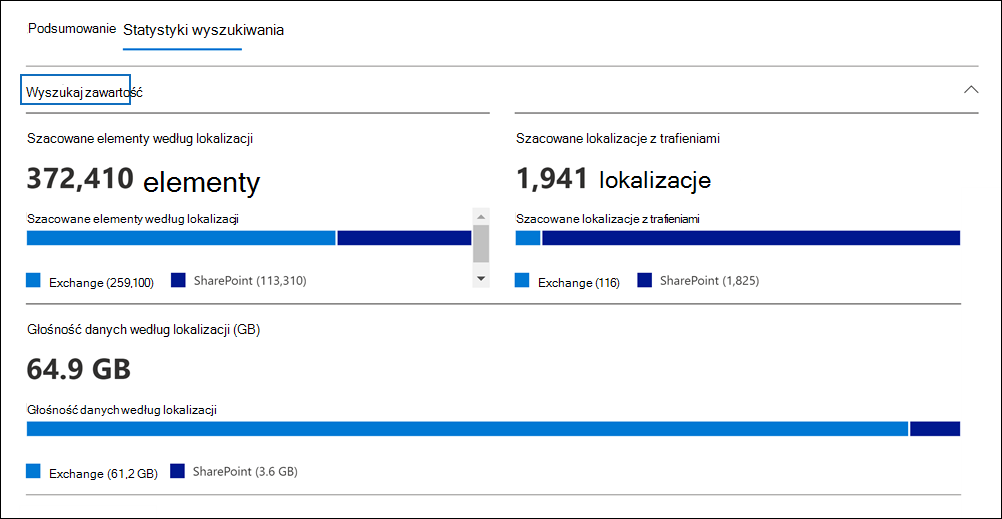 Podsumowanie Statystyki wyszukiwania
Wyszukaj zawartość
Szacowane elementy według lokalizacji
372,410 elementy
Szacowane elementy według lokalizacji
Exchange (259,100) SharePoint (113,310)
Szacowane lokalizacje z trafieniami
1,941 lokalizacje
Szacowane lokalizacje z trafieniami
Exchange (116) SharePoint (1,825)
Głośność danych według lokalizacji (GB)
64.9 GB
Głośność danych według lokalizacji
Exchange (61,2 GB) SharePoint (3.6 GB)